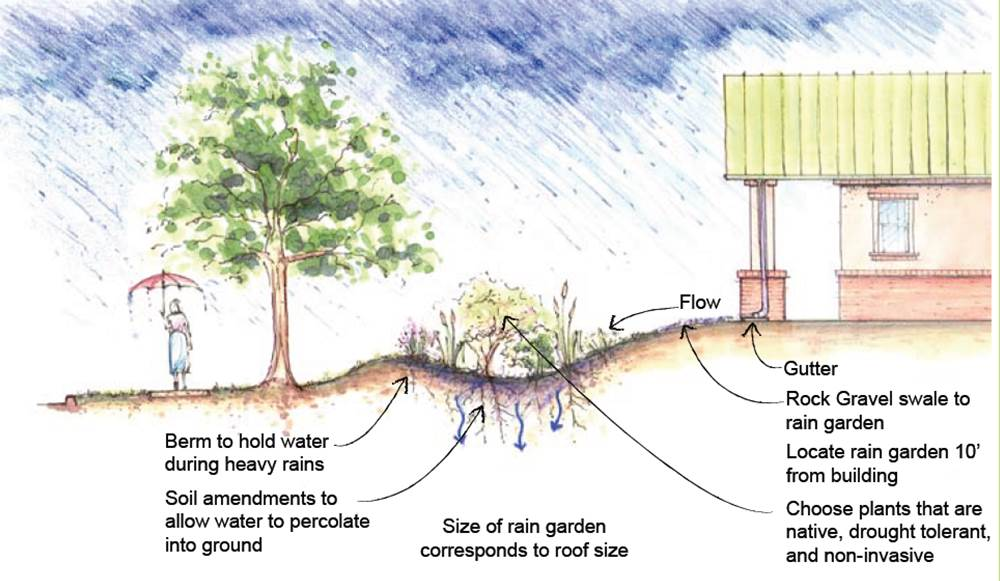 Flow
Gutter
Rock Gravel swale to
rain garden
Locate rain garden 10'
from building
Choose plants that are
native, drought tolerant,
and non-invasive
Berm to hold water
during heavy rains
Soil amendments to
allow water to percolate
into ground
Size of rain garden
corresponds to roof size